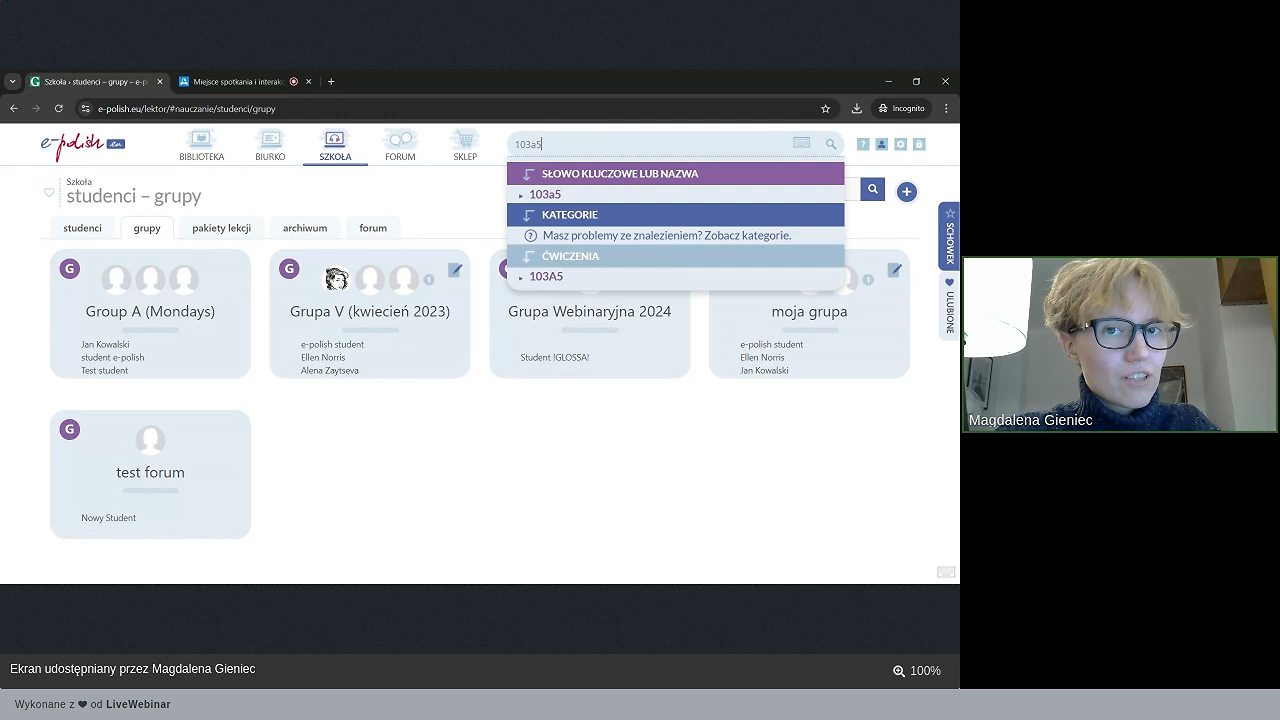 Szkoła › studenci – grupy – e-p
Miejsce spotkania i interak
e-polish.eu/lektor/#nauczanie/studenci/grupy
Incognito
e-polish .eu
BIBLIOTEKA
BIURKO
SZKOŁA
FORUM
SKLEP
103a5
SŁOWO KLUCZOWE LUB NAZWA
103a5
KATEGORIE
Masz problemy ze znalezieniem? Zobacz kategorie.
ĆWICZENIA
103A5
Szkoła
studenci – grupy
studenci
grupy
pakiety lekcji
archiwum
forum
SCHOWEK
ULUBIONE
G
Group A (Mondays)
Jan Kowalski
student e-polish
Test student
G
1
Grupa V (kwiecień 2023)
e-polish student
Ellen Norris
Alena Zaytseva
Grupa Webinaryjna 2024
Student !GLOSSA!
1
moja grupa
e-polish student
Ellen Norris
Jan Kowalski
G
test forum
Nowy Student
Magdalena Gieniec
Ekran udostępniany przez Magdalena Gieniec
100%
Wykonane z ❤ od LiveWebinar